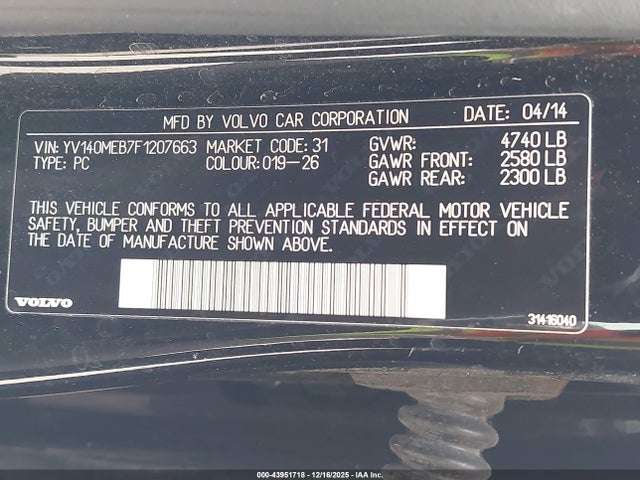 MFD BY VOLVO CAR CORPORATION DATE: 04/14
VIN: YV140MEB7F1207663 MARKET CODE: 31 GVWR: 4740 LB
TYPE: PC COLOUR: 019-26 GAWR FRONT: 2580 LB
GAWR REAR: 2300 LB
THIS VEHICLE CONFORMS TO ALL APPLICABLE FEDERAL MOTOR VEHICLE
SAFETY, BUMPER AND THEFT PREVENTION STANDARDS IN EFFECT ON
THE DATE OF MANUFACTURE SHOWN ABOVE.
VOLVO 31416040
000-43951718 - 12/16/2025 - IAA Inc.